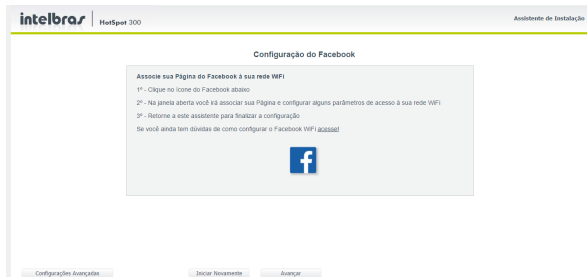 intelbras HotSpot 300 Assistente de Instalação
Configuração do Facebook
Associe sua Página do Facebook à sua rede WiFi
1º - Clique no ícone do Facebook abaixo
2º - Na janela aberta você irá associar sua Página e configurar alguns parâmetros de acesso à sua rede WiFi
3º - Retorne a este assistente para finalizar a configuração
Se você ainda tem dúvidas de como configurar o Facebook WiFi acesse!
f
Configurações Avançadas Iniciar Novamente Avançar